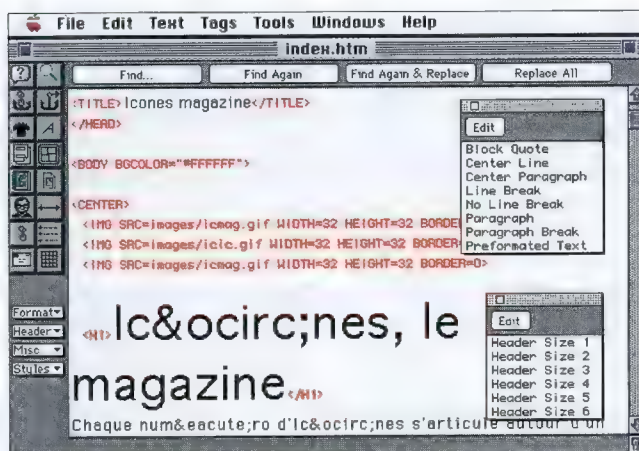 File Edit Text Tags Tools Windows Help
index.htm
Find... Find Again Find Again & Replace Replace All
:TITLE>Icones magazine</TITLE>
</HEAD>
<BODY BGCOLOR="#FFFFFF">
<CENTER>
<IMG SRC=images/icmag.gif WIDTH=32 HEIGHT=32 BORDER
<IMG SRC=images/iclc.gif WIDTH=32 HEIGHT=32 BORDER=
<IMG SRC=images/icmag.gif WIDTH=32 HEIGHT=32 BORDER=0>
<H1>Ic&ocirc;nes, le
magazine</H1>
Chaque num&eacute;ro d'Ic&ocirc;nes s'articule autour d'un
Format
Header
Misc
Styles
Edit
Block Quote
Center Line
Center Paragraph
Line Break
No Line Break
Paragraph
Paragraph Break
Preformated Text
Edit
Header Size 1
Header Size 2
Header Size 3
Header Size 4
Header Size 5
Header Size 6